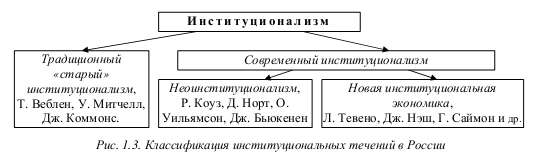 Институционализм
Традиционный
«старый»
институционализм,
Т. Веблен, У. Митчелл,
Дж. Коммонс.
Современный институционализм
Неоинституционализм,
Р. Коуз, Д. Норт, О.
Уильямсон, Дж. Бьюкенен
Новая институциональная
экономика,
Л. Тевено, Дж. Нэш, Г. Саймон и др.
Рис. 1.3. Классификация институциональных течений в России